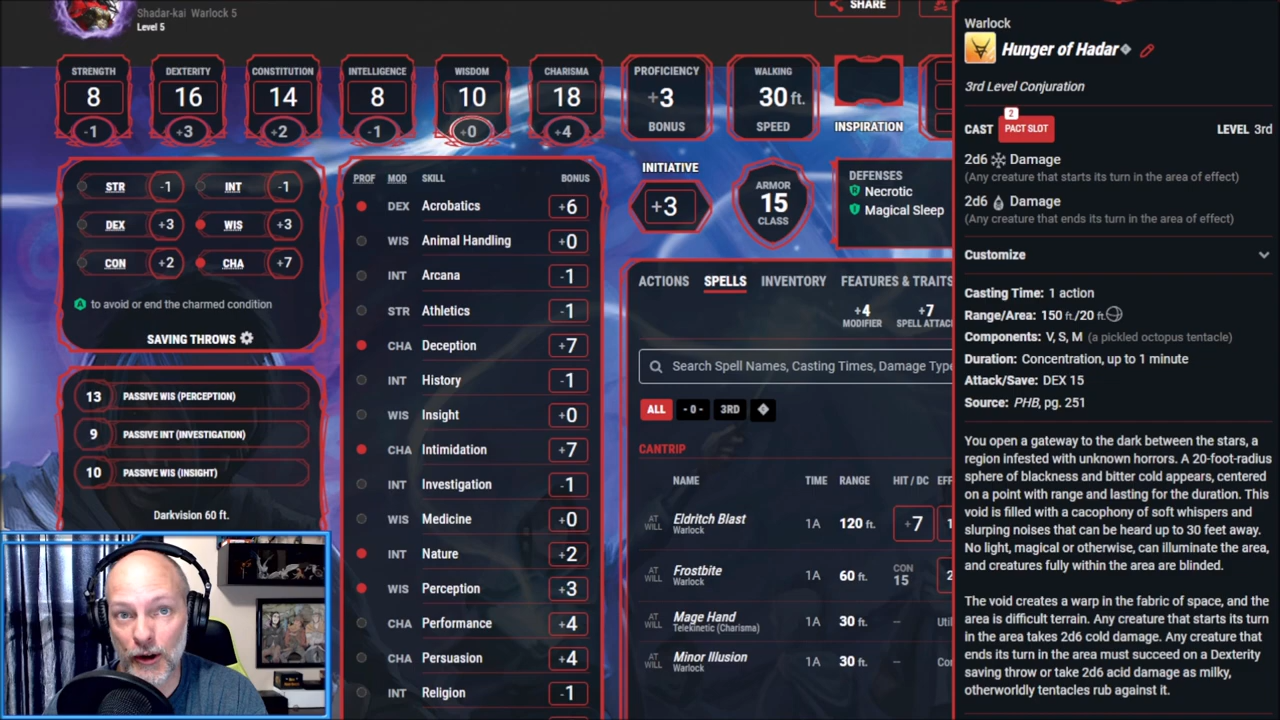 Shadar-kai Warlock 5
Level 5
SHARE
STRENGTH
8
-1
DEXTERITY
16
+3
CONSTITUTION
14
+2
INTELLIGENCE
8
-1
WISDOM
10
+0
CHARISMA
18
+4
PROFICIENCY
+3
BONUS
WALKING
30 ft.
SPEED
INSPIRATION
STR -1
INT -1
DEX +3
WIS +3
CON +2
CHA +7
A to avoid or end the charmed condition
SAVING THROWS
13 PASSIVE WIS (PERCEPTION)
9 PASSIVE INT (INVESTIGATION)
10 PASSIVE WIS (INSIGHT)
Darkvision 60 ft.
PROF MOD SKILL BONUS
DEX Acrobatics +6
WIS Animal Handling +0
INT Arcana -1
STR Athletics -1
CHA Deception +7
INT History -1
WIS Insight +0
CHA Intimidation +7
INT Investigation -1
WIS Medicine +0
INT Nature +2
WIS Perception +3
CHA Performance +4
CHA Persuasion +4
INT Religion -1
INITIATIVE
+3
ARMOR
15
CLASS
DEFENSES
Necrotic
Magical Sleep
ACTIONS SPELLS INVENTORY FEATURES & TRAITS
+4
MODIFIER
+7
SPELL ATTACK
Search Spell Names, Casting Times, Damage Type
ALL - 0 - 3RD
CANTRIP
NAME TIME RANGE HIT / DC EFF
AT WILL Eldritch Blast 1A 120 ft. +7 1
Warlock
AT WILL Frostbite 1A 60 ft. CON 15 2
Warlock
AT WILL Mage Hand 1A 30 ft. -- Util
Telekinetic (Charisma)
AT WILL Minor Illusion 1A 30 ft. -- Con
Warlock
Warlock
Hunger of Hadar
3rd Level Conjuration
2
CAST PACT SLOT LEVEL 3rd
2d6 Damage
(Any creature that starts its turn in the area of effect)
2d6 Damage
(Any creature that ends its turn in the area of effect)
Customize
Casting Time: 1 action
Range/Area: 150 ft./20 ft.
Components: V, S, M (a pickled octopus tentacle)
Duration: Concentration, up to 1 minute
Attack/Save: DEX 15
Source: PHB, pg. 251
You open a gateway to the dark between the stars, a
region infested with unknown horrors. A 20-foot-radius
sphere of blackness and bitter cold appears, centered
on a point with range and lasting for the duration. This
void is filled with a cacophony of soft whispers and
slurping noises that can be heard up to 30 feet away.
No light, magical or otherwise, can illuminate the area,
and creatures fully within the area are blinded.
The void creates a warp in the fabric of space, and the
area is difficult terrain. Any creature that starts its turn
in the area takes 2d6 cold damage. Any creature that
ends its turn in the area must succeed on a Dexterity
saving throw or take 2d6 acid damage as milky,
otherworldly tentacles rub against it.